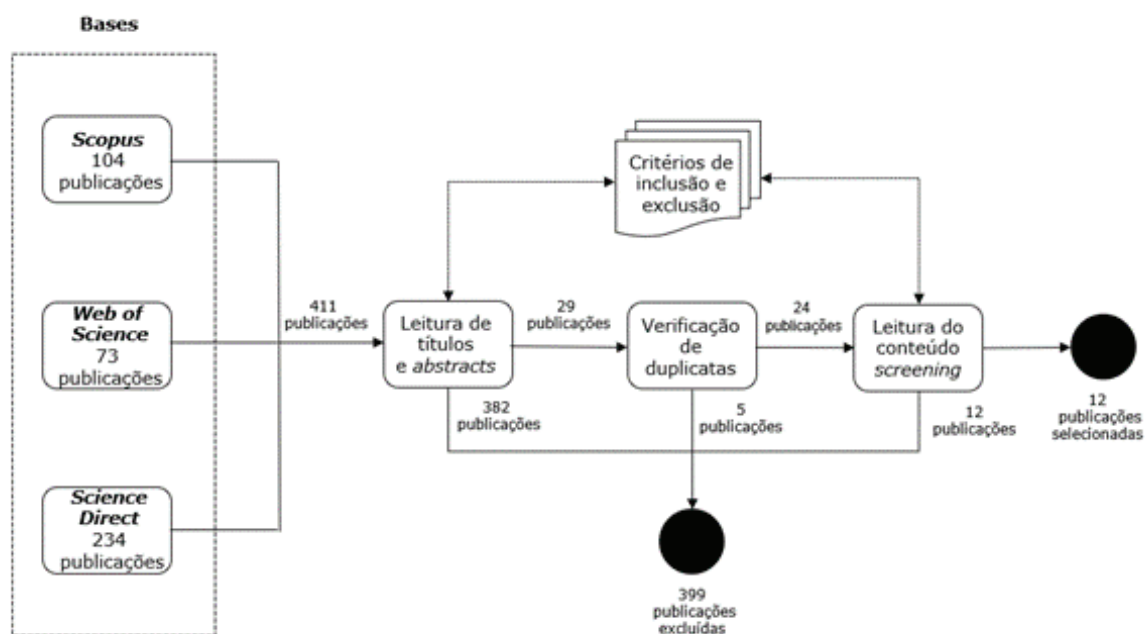 Bases
Scopus
104
publicações
Web of
Science
73
publicações
Science
Direct
234
publicações
411
publicações
Leitura de
títulos
e abstracts
Critérios de
inclusão e
exclusão
29
publicações
Verificação
de
duplicatas
24
publicações
Leitura do
conteúdo
screening
382
publicações
5
publicações
12
publicações
12
publicações
selecionadas
399
publicações
excluídas